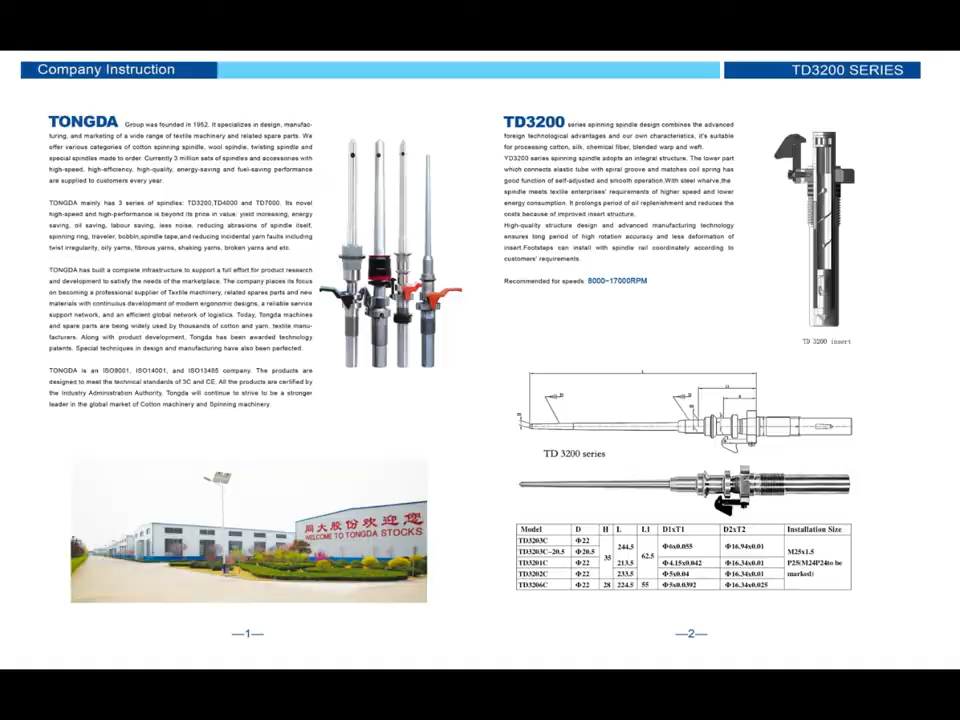 Company Instruction
TD3200 SERIES
TONGDA Group was founded in 1952. It specializes in design, manufac-
turing, and marketing of a wide range of textile machinery and related spare parts. We
offer various categories of cotton spinning spindle, wool spindle, twisting spindle and
special spindles made to order. Currently 3 million sets of spindles and accessories with
high-speed, high-efficiency, high-quality, energy-saving and fuel-saving performance
are supplied to customers every year.
TONGDA mainly has 3 series of spindles: TD3200,TD4000 and TD7000. Its novel
high-speed and high-performance is beyond its price in value: yield increasing, energy
saving, oil saving, labour saving, less noise, reducing abrasions of spindle itself,
spinning ring, traveler, bobbin,spindle tape,and reducing incidental yarn faults including
twist irregularity, oily yarns, fibrous yarns, shaking yarns, broken yarns and etc.
TONGDA has built a complete infrastructure to support a full effort for product research
and development to satisfy the needs of the marketplace. The company places its focus
on becoming a professional supplier of Textile machinery, related spares parts and new
materials with continuous development of modern ergonomic designs, a reliable service
support network, and an efficient global network of logistics. Today, Tongda machines
and spare parts are being widely used by thousands of cotton and yarn, textile manu-
facturers. Along with product development, Tongda has been awarded technology
patents. Special techniques in design and manufacturing have also been perfected.
TONGDA is an ISO9001, ISO14001, and ISO13485 company. The products are
designed to meet the technical standards of 3C and CE. All the products are certified by
the Industry Administration Authority, Tongda will continue to strive to be a stronger
leader in the global market of Cotton machinery and Spinning machinery
同大股份欢迎您
WELCOME TO TONGDA STOCKS
—1—
TD3200 series spinning spindle design combines the advanced
foreign technological advantages and our own characteristics, it's suitable
for processing cotton, silk, chemical fiber, blended warp and weft.
YD3200 series spinning spindle adopts an integral structure. The lower part
which connects elastic tube with spiral groove and matches coil spring has
good function of self-adjusted and smooth operation.With steel wharve,the
spindle meets textile enterprises' requirements of higher speed and lower
energy consumption. It prolongs period of oil replenishment and reduces the
costs because of improved insert structure.
High-quality structure design and advanced manufacturing technology
ensures long period of high rotation accuracy and less deformation of
insert.Footsteps can install with spindle rail coordinately according to
customers' requirements.
Recommended for speeds 8000-17000RPM
TD 3200 insert
L
L1
H
D
TD 3200 series
Model D H L L1 D1xT1 D2xT2 Installation Size
TD3203C Φ22 35 244.5 62.5 Φ6x0.055 Φ16.94x0.01 M25x1.5
TD3203C-20.5 Φ20.5
TD3201C Φ22 213.5 Φ4.15x0.042 Φ16.34x0.01 P25(M24P24to be
TD3202C Φ22 233.5 Φ5x0.04 Φ16.34x0.01 marked)
TD3206C Φ22 28 224.5 55 Φ5x0.0392 Φ16.34x0.025
—2—